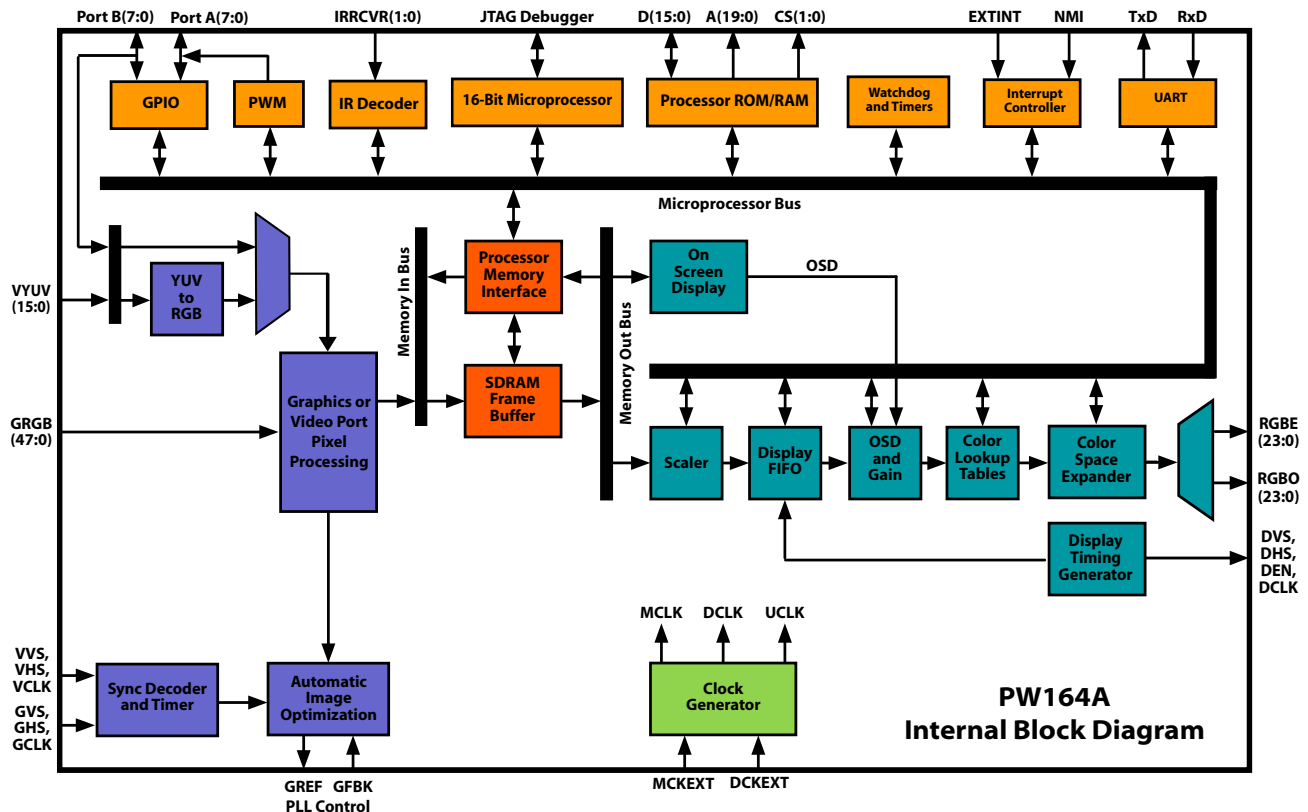 Port B(7:0)
Port A(7:0)
IRRCVR(1:0)
JTAG Debugger
D(15:0)
A(19:0)
CS(1:0)
EXTINT
NMI
TxD
RxD
GPIO
PWM
IR Decoder
16-Bit Microprocessor
Processor ROM/RAM
Watchdog
and Timers
Interrupt
Controller
UART
Microprocessor Bus
VYUV
(15:0)
YUV
to
RGB
Memory In Bus
Processor
Memory
Interface
Memory Out Bus
On
Screen
Display
OSD
GRGB
(47:0)
Graphics or
Video Port
Pixel
Processing
SDRAM
Frame
Buffer
Scaler
Display
FIFO
OSD
and
Gain
Color
Lookup
Tables
Color
Space
Expander
RGBE
(23:0)
RGBO
(23:0)
Display
Timing
Generator
DVS,
DHS,
DEN,
DCLK
VVS,
VHS,
VCLK
GVS,
GHS,
GCLK
Sync Decoder
and Timer
Automatic
Image
Optimization
GREF
GFBK
PLL Control
MCLK
DCLK
UCLK
Clock
Generator
MCKEXT
DCKEXT
PW164A
Internal Block Diagram